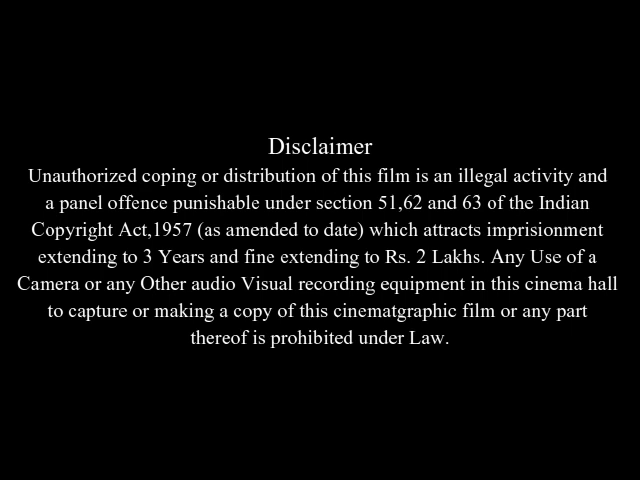 Disclaimer
Unauthorized coping or distribution of this film is an illegal activity and
a panel offence punishable under section 51,62 and 63 of the Indian
Copyright Act,1957 (as amended to date) which attracts imprisionment
extending to 3 Years and fine extending to Rs. 2 Lakhs. Any Use of a
Camera or any Other audio Visual recording equipment in this cinema hall
to capture or making a copy of this cinematgraphic film or any part
thereof is prohibited under Law.